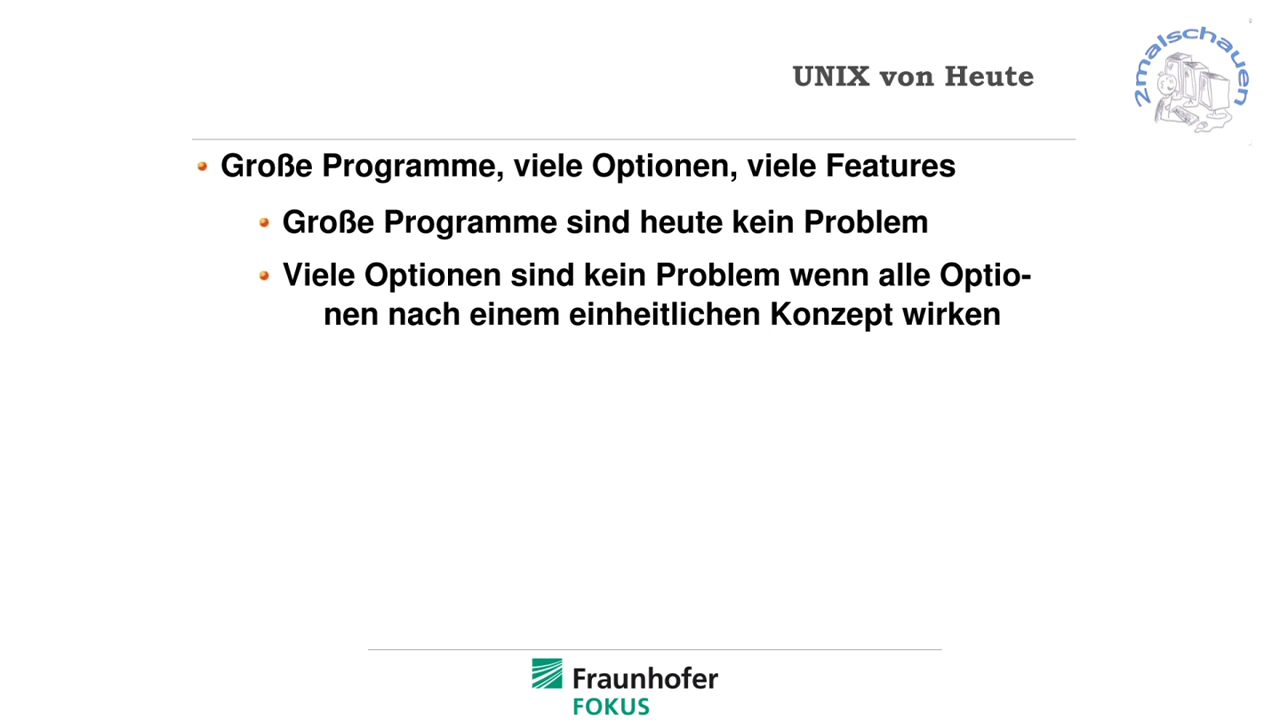 UNIX von Heute
2malschauen
Große Programme, viele Optionen, viele Features
Große Programme sind heute kein Problem
Viele Optionen sind kein Problem wenn alle Optio-
nen nach einem einheitlichen Konzept wirken
Fraunhofer
FOKUS